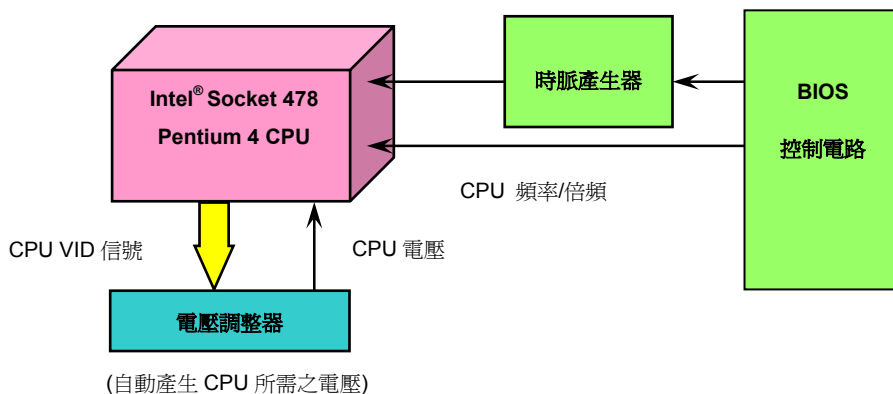 Intel® Socket 478
Pentium 4 CPU
時脈產生器
BIOS
控制電路
CPU 頻率/倍頻
CPU VID 信號
CPU 電壓
電壓調整器
(自動產生 CPU 所需之電壓)